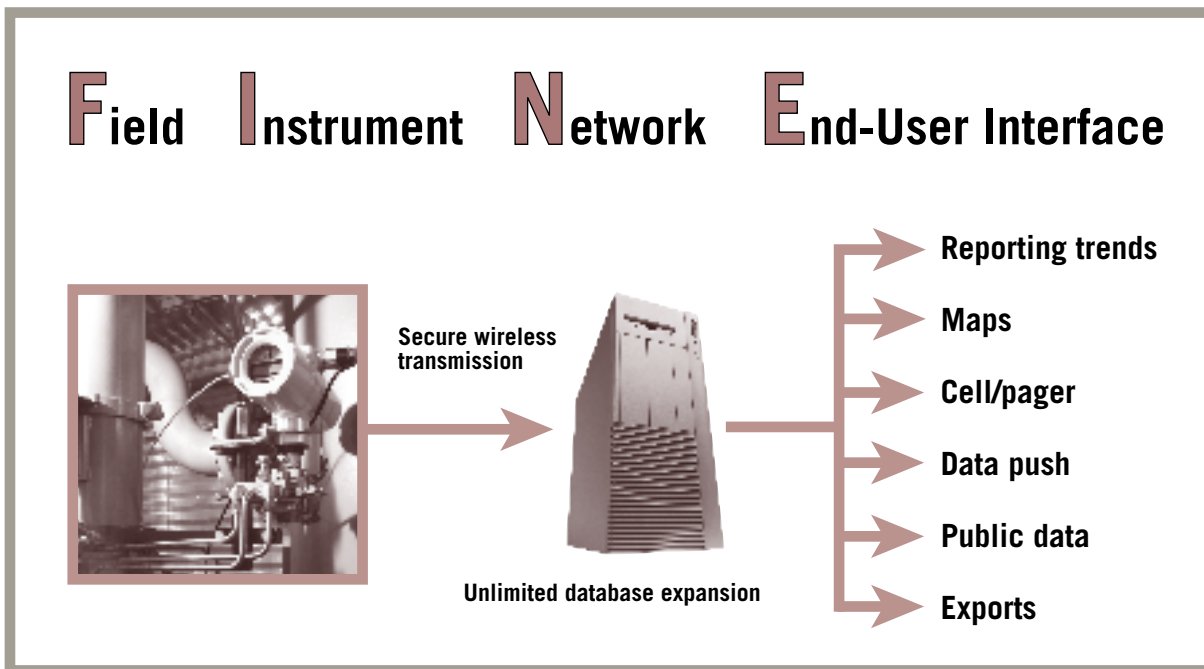 Field Instrument Network End-User Interface
Secure wireless
transmission
Unlimited database expansion
Reporting trends
Maps
Cell/pager
Data push
Public data
Exports